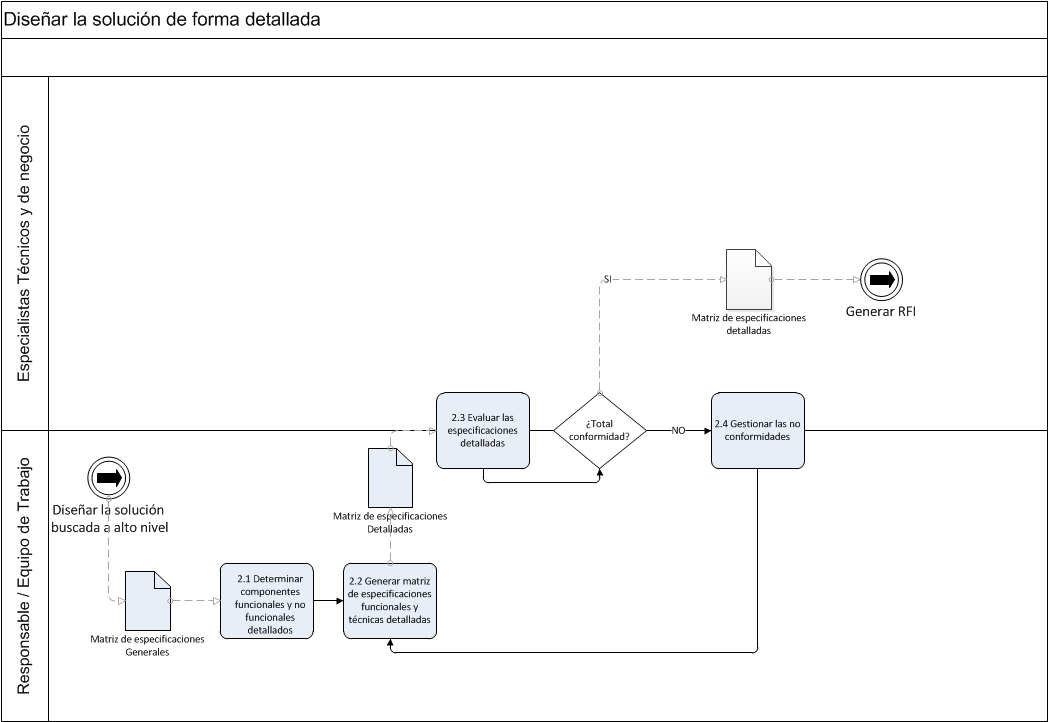 Diseñar la solución de forma detallada
Especialistas Técnicos y de negocio
SI
Matriz de especificaciones
detalladas
Generar RFI
2.3 Evaluar las
especificaciones
detalladas
¿Total
conformidad?
NO
2.4 Gestionar las no
conformidades
Responsable / Equipo de Trabajo
Diseñar la solución
buscada a alto nivel
Matriz de especificaciones
Detalladas
Matriz de especificaciones
Generales
2.1 Determinar
componentes
funcionales y no
funcionales
detallados
2.2 Generar matriz
de especificaciones
funcionales y
técnicas detalladas